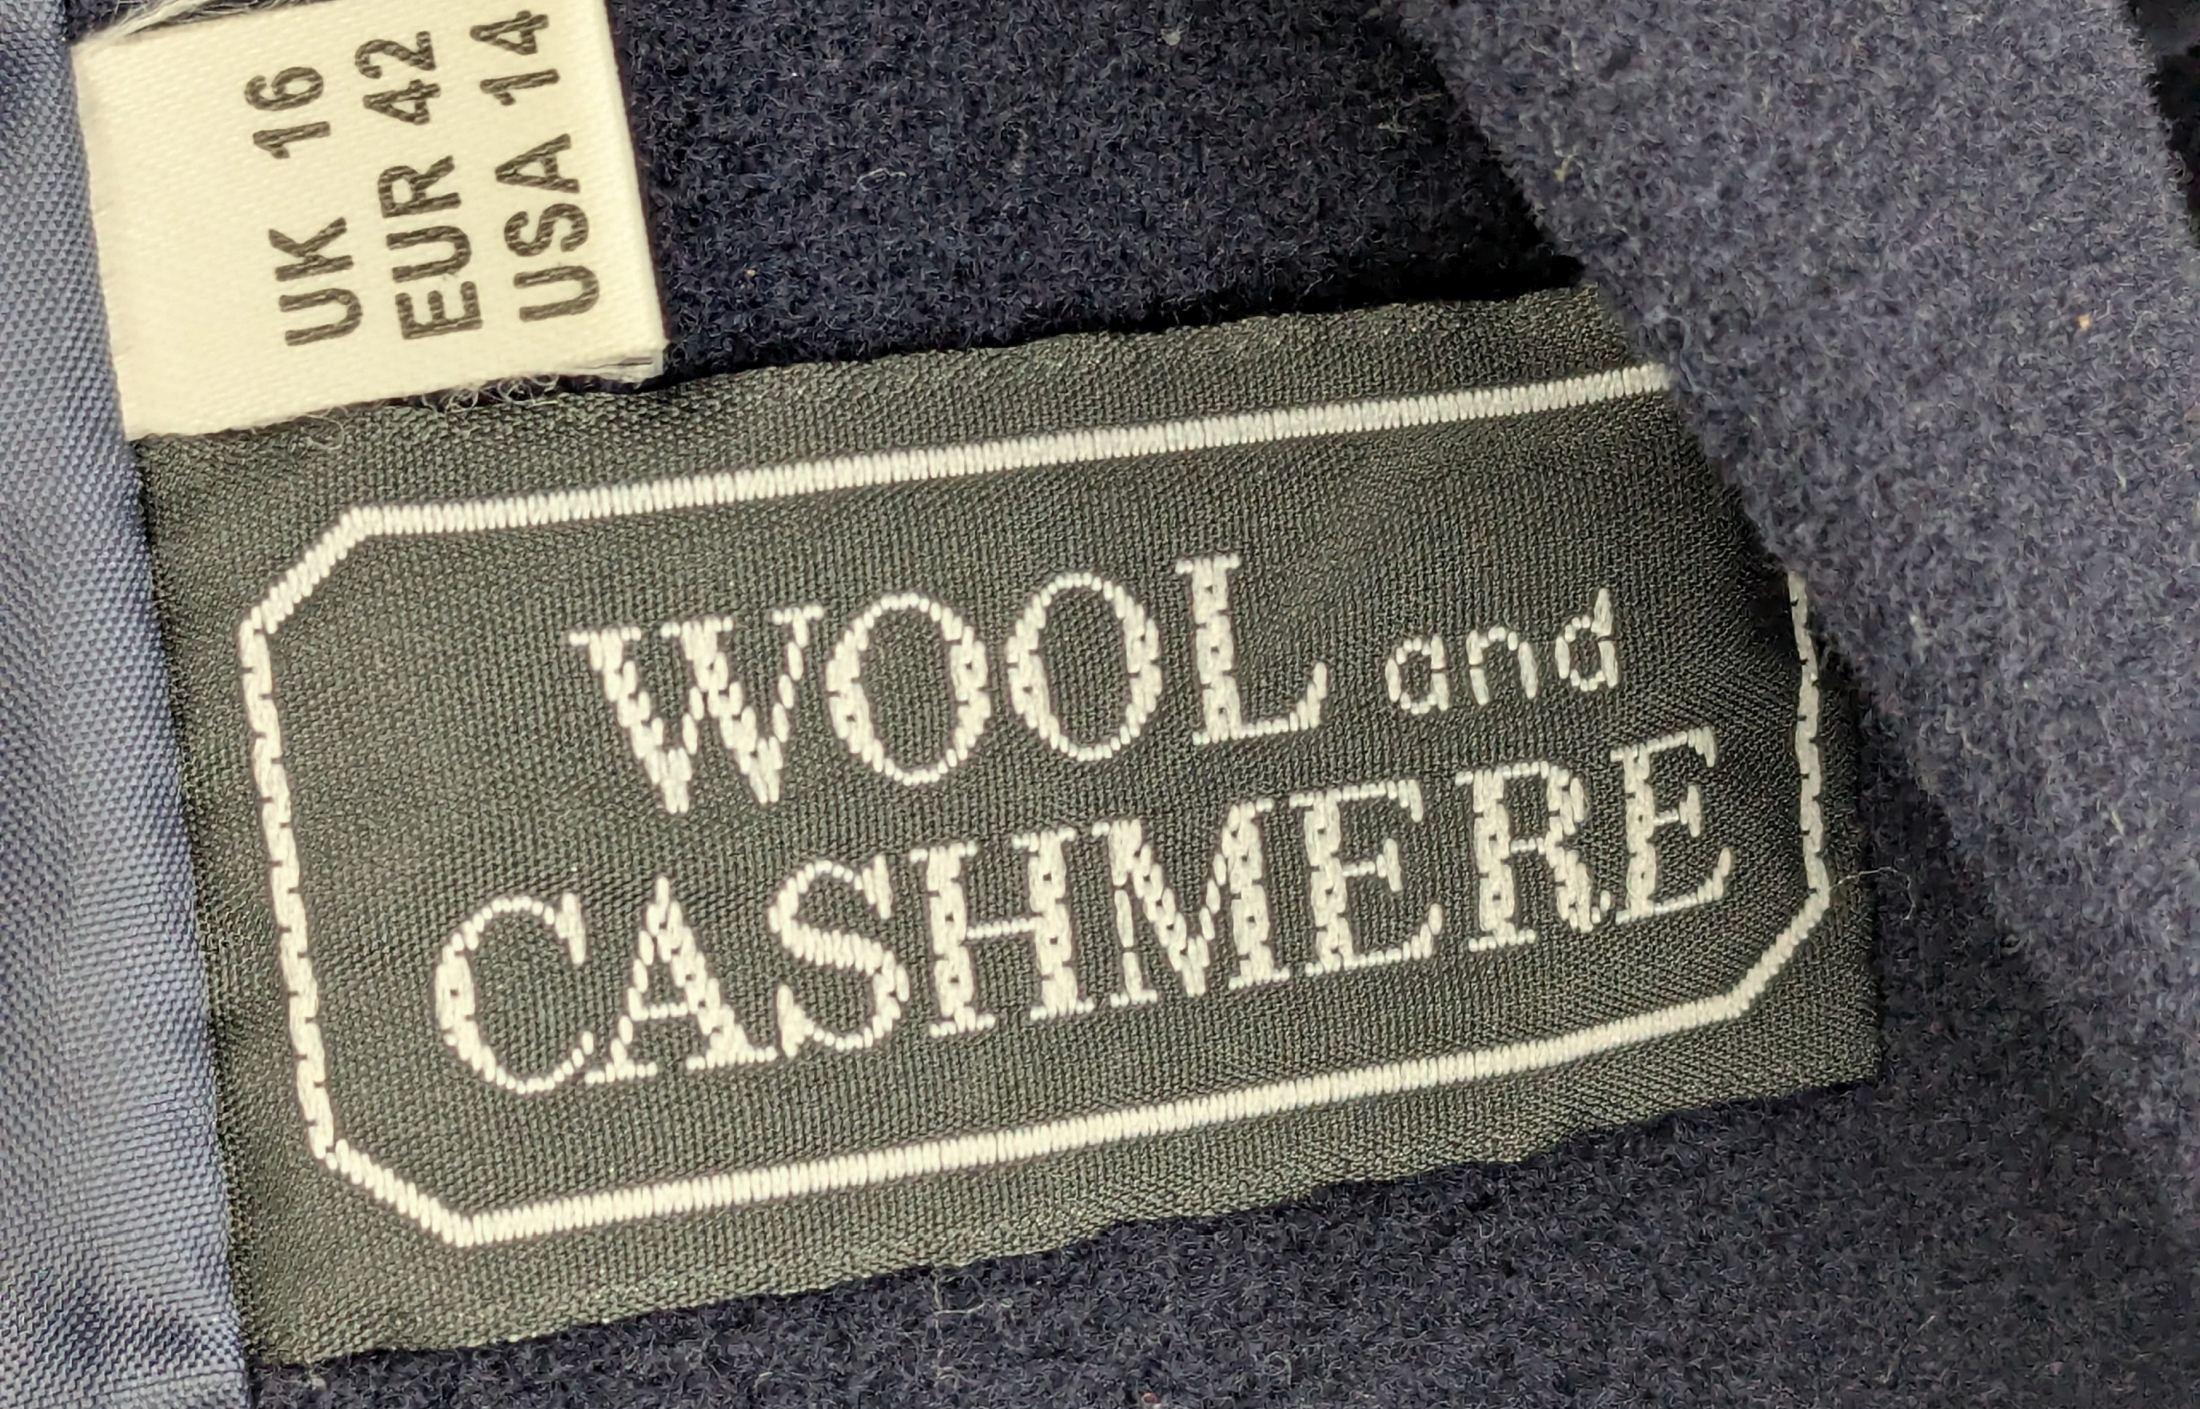 UK 16
EUR 42
USA 14
WOOL and
CASHMERE